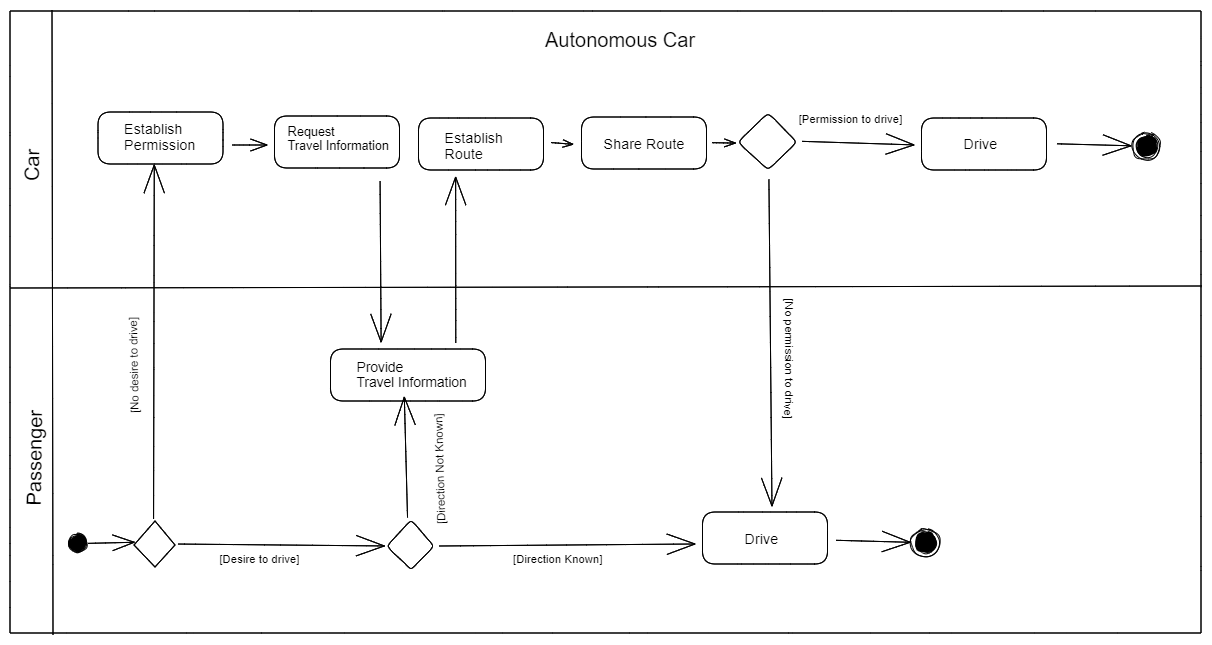 Autonomous Car
Car
Establish
Permission
Request
Travel Information
Establish
Route
Share Route
[Permission to drive]
Drive
[No desire to drive]
[No permission to drive]
Passenger
Provide
Travel Information
[Direction Not Known]
[Desire to drive]
[Direction Known]
Drive